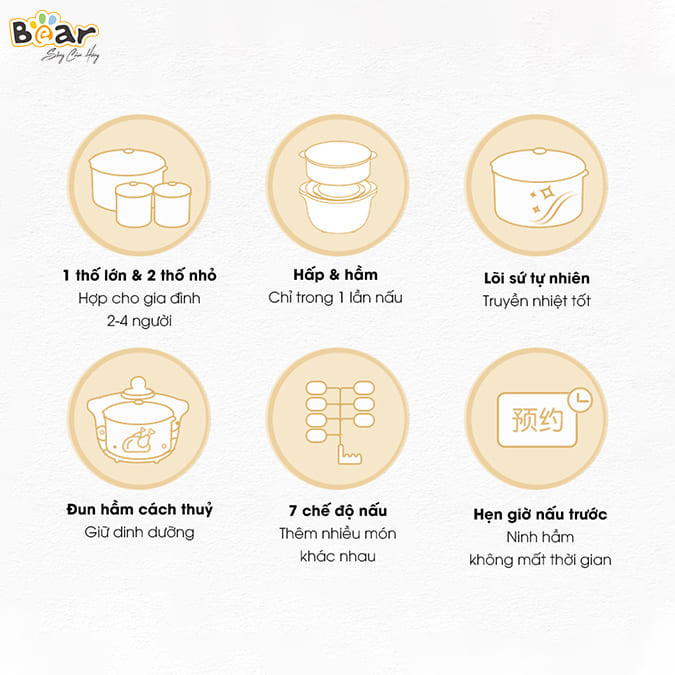 Bear
Sống Cảm Hứng
1 thố lớn & 2 thố nhỏ
Hợp cho gia đình
2-4 người
Hấp & hầm
Chỉ trong 1 lần nấu
Lõi sứ tự nhiên
Truyền nhiệt tốt
Đun hầm cách thuỷ
Giữ dinh dưỡng
7 chế độ nấu
Thêm nhiều món
khác nhau
预约
Hẹn giờ nấu trước
Ninh hầm
không mất thời gian